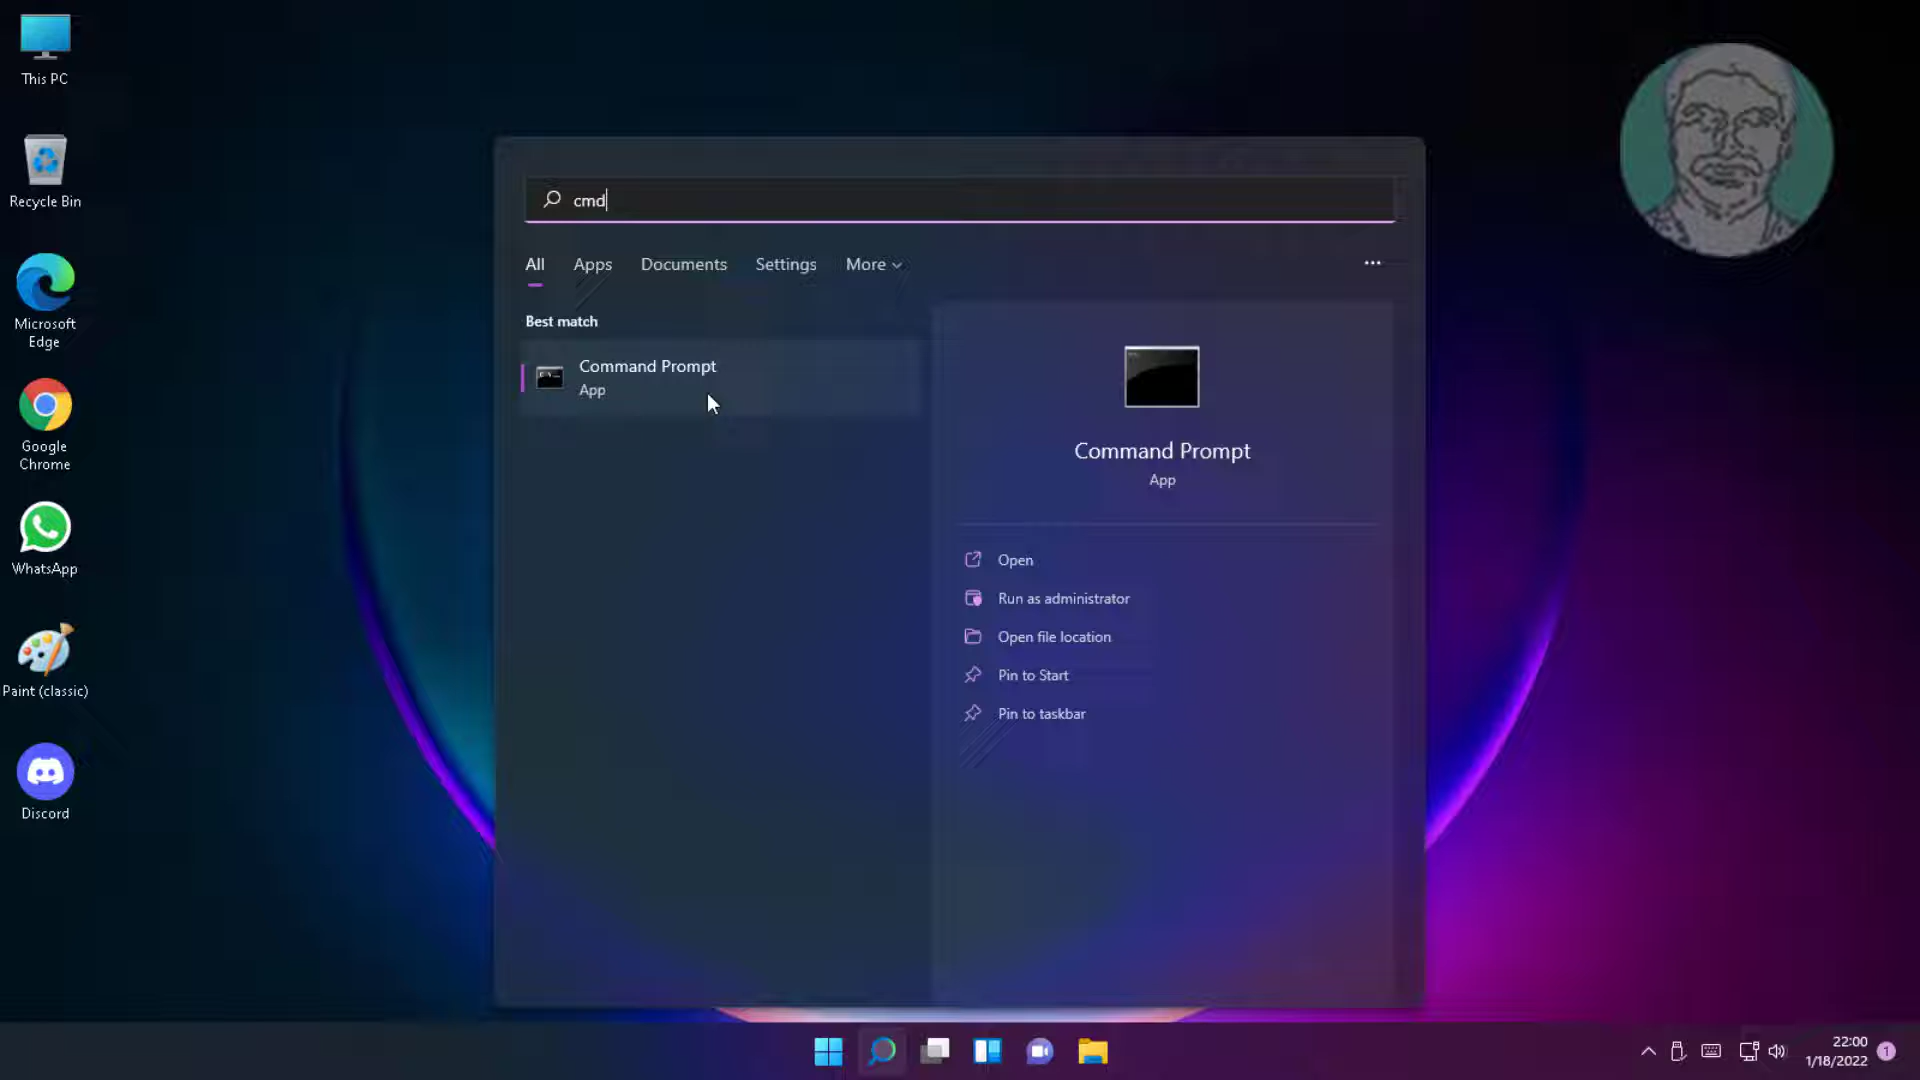 This PC
Recycle Bin
Microsoft
Edge
Google
Chrome
WhatsApp
Paint (classic)
Discord
cmd
All Apps Documents Settings More
Best match
Command Prompt
App
Command Prompt
App
Open
Run as administrator
Open file location
Pin to Start
Pin to taskbar
22:00
1/18/2022
1